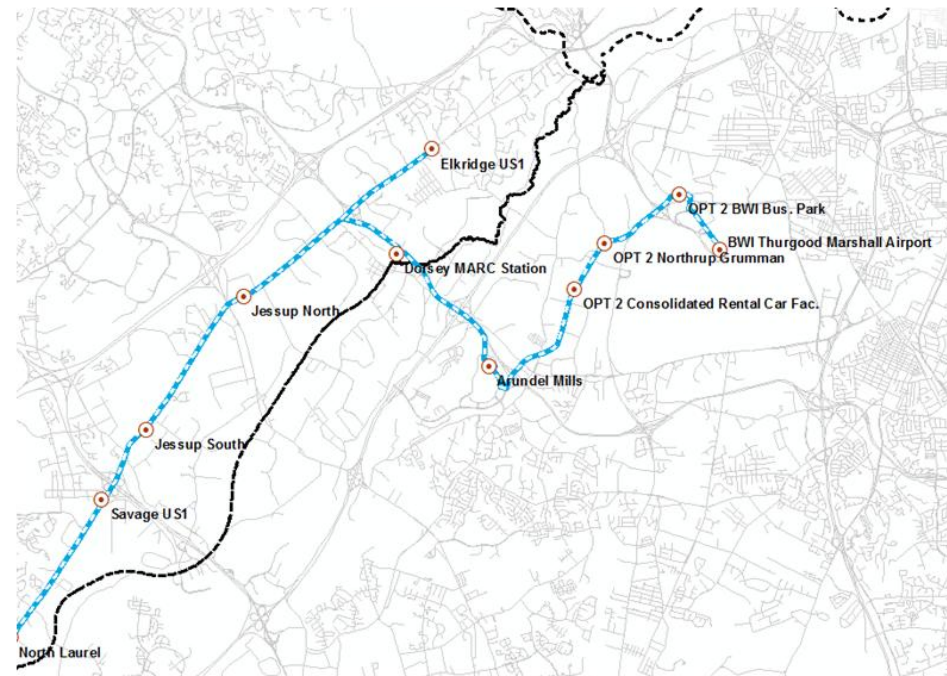 Elkridge US1
OPT 2 BWI Bus. Park
BWI Thurgood Marshall Airport
OPT 2 Northrup Grumman
Dorsey MARC Station
OPT 2 Consolidated Rental Car Fac.
Jessup North
Arundel Mills
Jessup South
Savage US1
North Laurel